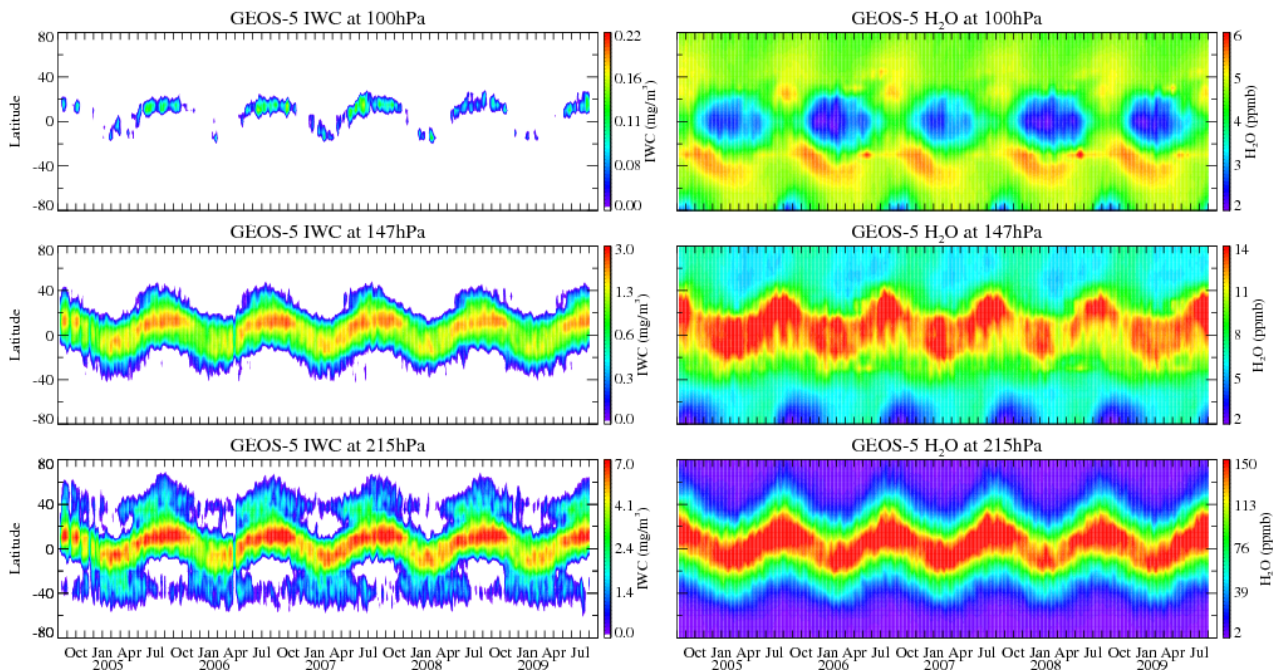 GEOS-5 IWC at 100hPa
GEOS-5 H₂O at 100hPa
80
40
0
-40
-80
Latitude
0.22
0.16
0.11
0.08
0.00
IWC (mg/m³)
6
5
4
3
2
H₂O (ppmb)
GEOS-5 IWC at 147hPa
GEOS-5 H₂O at 147hPa
80
40
0
-40
-80
Latitude
3.0
1.3
0.6
0.3
0.0
IWC (mg/m³)
14
11
8
5
2
H₂O (ppmb)
GEOS-5 IWC at 215hPa
GEOS-5 H₂O at 215hPa
80
40
0
-40
-80
Latitude
7.0
4.1
2.4
1.4
0.0
IWC (mg/m³)
150
113
76
39
2
H₂O (ppmb)
Oct Jan Apr Jul Oct Jan Apr Jul Oct Jan Apr Jul Oct Jan Apr Jul Oct Jan Apr Jul
2005 2006 2007 2008 2009
Oct Jan Apr Jul Oct Jan Apr Jul Oct Jan Apr Jul Oct Jan Apr Jul Oct Jan Apr Jul
2005 2006 2007 2008 2009